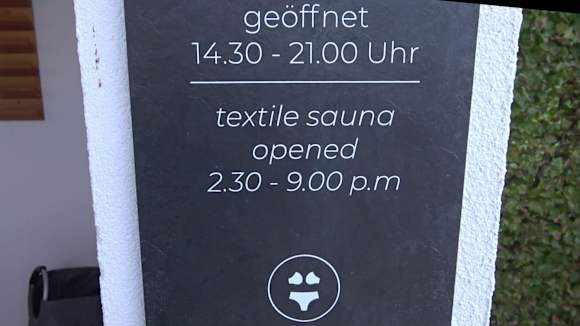 geöffnet
14.30 - 21.00 Uhr
textile sauna
opened
2.30 - 9.00 p.m